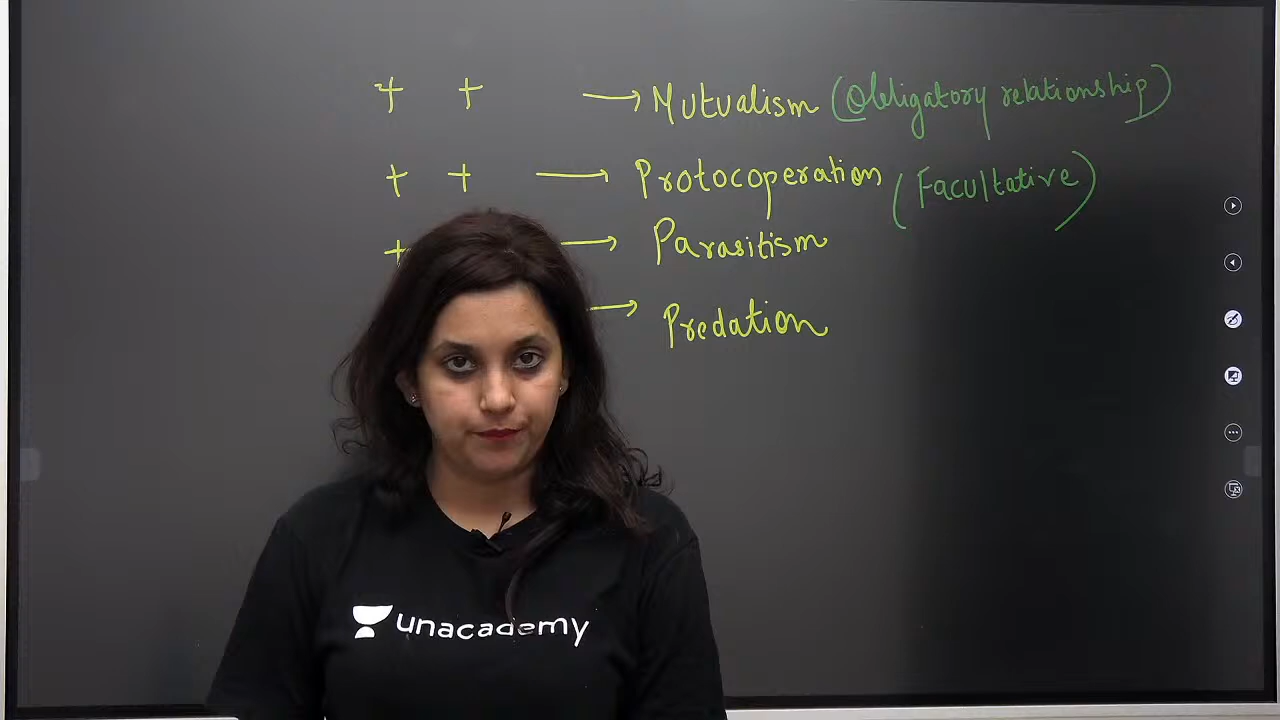 + + → Mutualism (Obligatory relationship)
+ + → Protocoperation (Facultative)
+ → Parasitism
→ Predation
unacademy